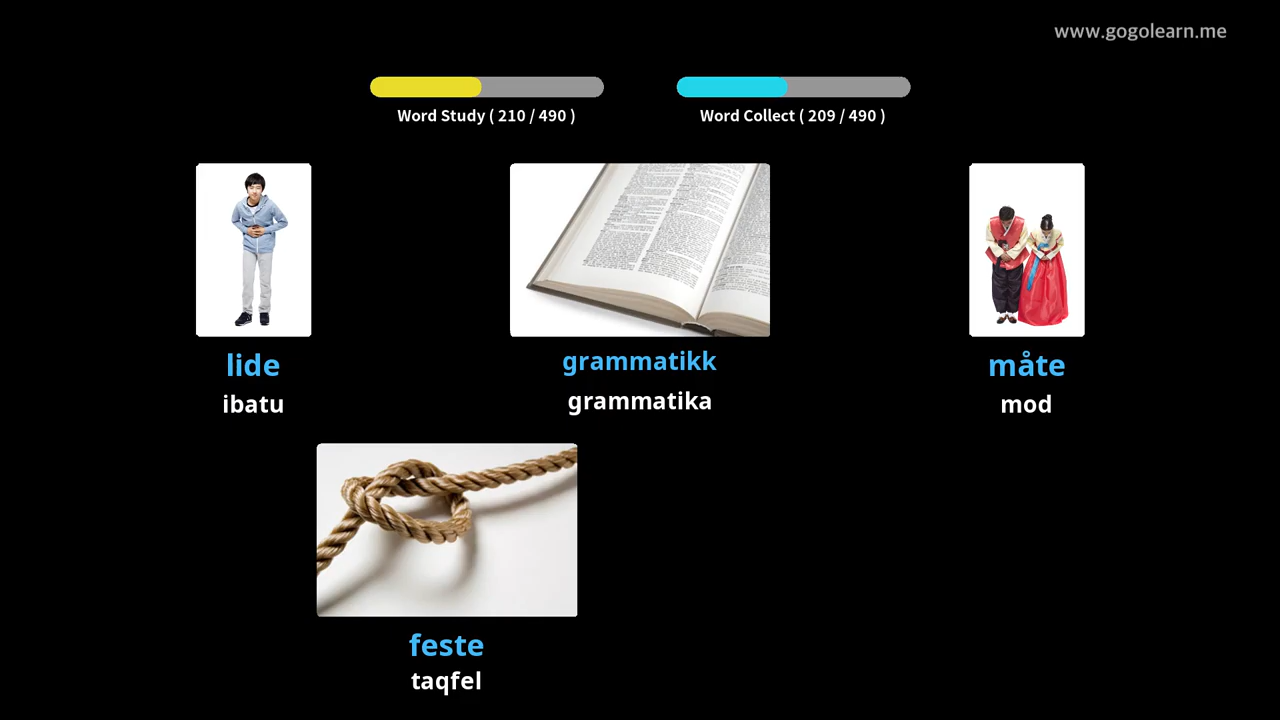 www.gogolearn.me
Word Study ( 210 / 490 )
Word Collect ( 209 / 490 )
lide
ibatu
grammatikk
grammatika
måte
mod
feste
taqfel